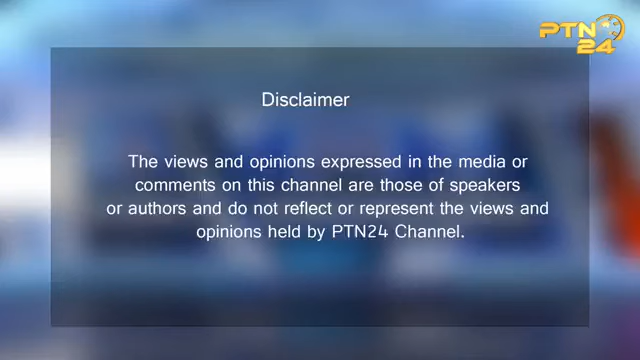 PTN
24
Disclaimer
The views and opinions expressed in the media or
comments on this channel are those of speakers
or authors and do not reflect or represent the views and
opinions held by PTN24 Channel.